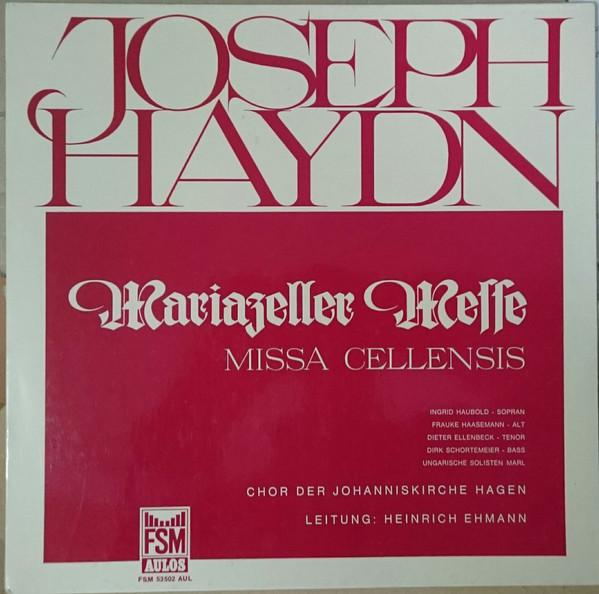 JOSEPH
HAYDN
Mariazeller Messe
MISSA CELLENSIS
INGRID HAUBOLD - SOPRAN
FRAUKE HAASEMANN - ALT
DIETER ELLENBECK - TENOR
DIRK SCHORTEMEIER - BASS
UNGARISCHE SOLISTEN MARL
CHOR DER JOHANNISKIRCHE HAGEN
LEITUNG: HEINRICH EHMANN
FSM
AULOS
FSM 53502 AUL